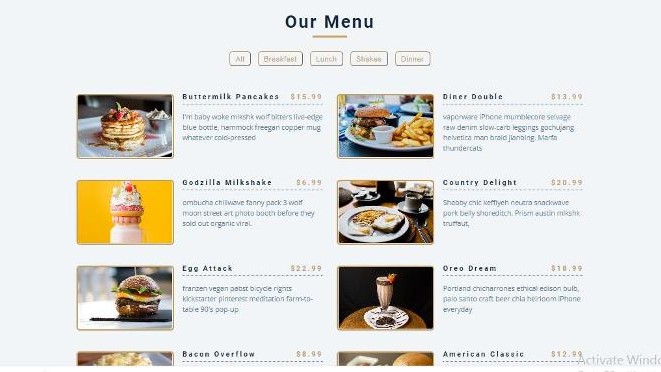 Our Menu
All Breakfast Lunch Shakes Dinner
Buttermilk Pancakes $15.99
I'm baby woke mlkshk wolf bitters live-edge
blue bottle, hammock freegan copper mug
whatever cold-pressed
Diner Double $13.99
vaporware iPhone mumblecore selvage
raw denim slow-carb leggings gochujang
helvetica man braid jianbing. Marfa
thundercats
Godzilla Milkshake $6.99
ombucha chillwave fanny pack 3 wolf
moon street art photo booth before they
sold out organic viral.
Country Delight $20.99
Shabby chic keffiyeh neutra snackwave
pork belly shoreditch. Prism austin mlkshk
truffaut,
Egg Attack $22.99
franzen vegan pabst bicycle rights
kickstarter pinterest meditation farm-to-
table 90's pop-up
Oreo Dream $18.99
Portland chicharrones ethical edison bulb,
palo santo craft beer chia heirloom iPhone
everyday
Bacon Overflow $8.99
American Classic $12.99
Activate Windo